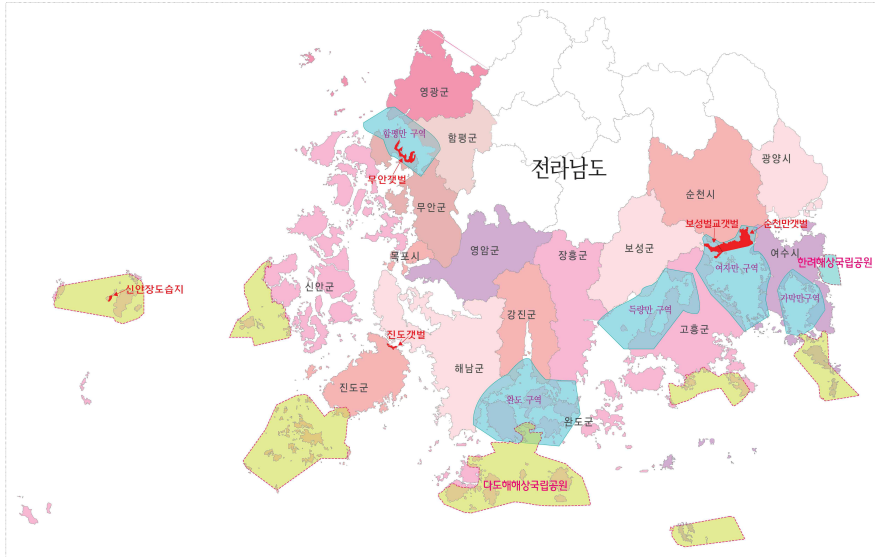 영광군
함평만 구역
함평군
무안갯벌
전라남도
광양시
순천시
무안군
보성벌교갯벌
순천만갯벌
목포시
영암군
장흥군
보성군
여수시
한려해상국립공원
여자만 구역
신안장도습지
신안군
가막만구역
득량만 구역
강진군
고흥군
진도갯벌
해남군
진도군
완도 구역
완도군
다도해해상국립공원